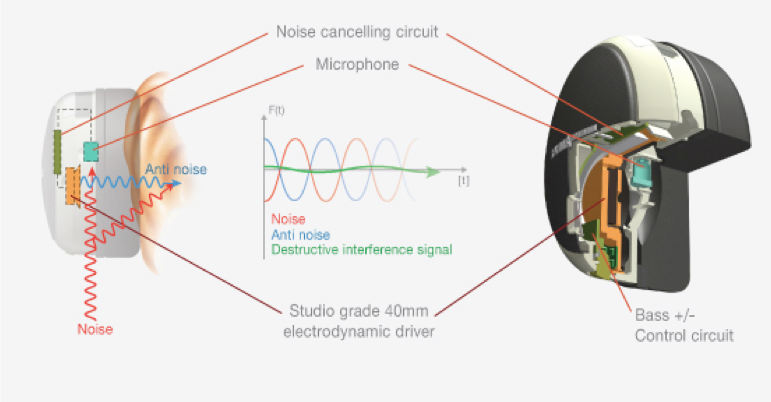 Noise cancelling circuit
Microphone
F(t)
Anti noise
[t]
Noise
Anti noise
Destructive interference signal
Studio grade 40mm
electrodynamic driver
Noise
Bass +/-
Control circuit